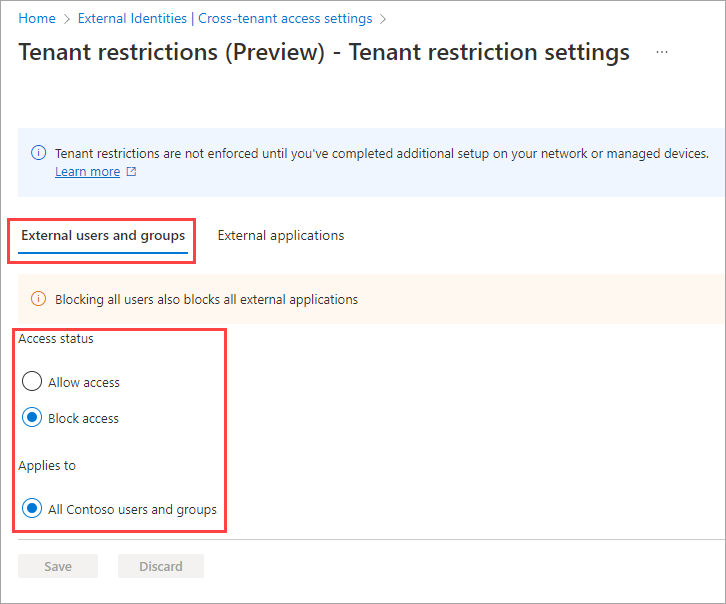 Home > External Identities | Cross-tenant access settings >
Tenant restrictions (Preview) - Tenant restriction settings ...
Tenant restrictions are not enforced until you've completed additional setup on your network or managed devices.
Learn more
External users and groups External applications
Blocking all users also blocks all external applications
Access status
Allow access
Block access
Applies to
All Contoso users and groups
Save Discard